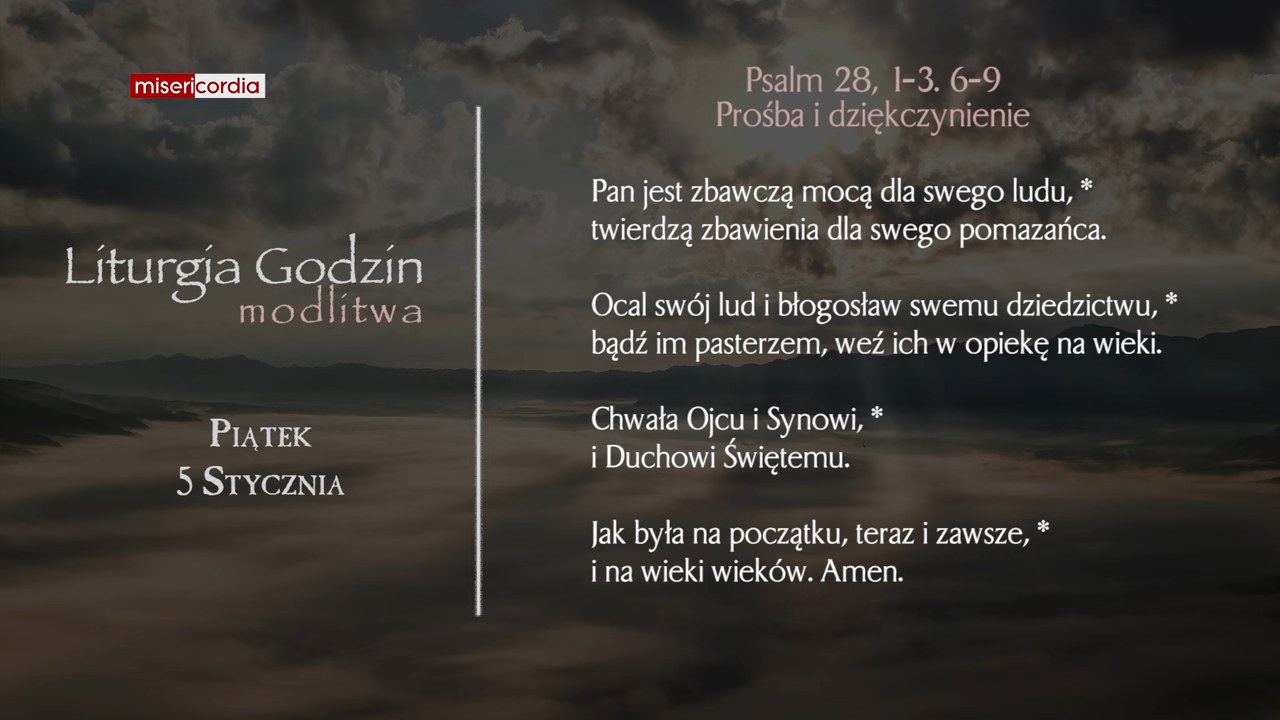 misericordia
Liturgia Godzin
modlitwa
Piątek
5 Stycznia
Psalm 28, 1-3. 6-9
Prośba i dziękczynienie
Pan jest zbawczą mocą dla swego ludu, *
twierdzą zbawienia dla swego pomazańca.
Ocal swój lud i błogosław swemu dziedzictwu, *
bądź im pasterzem, weź ich w opiekę na wieki.
Chwała Ojcu i Synowi, *
i Duchowi Świętemu.
Jak była na początku, teraz i zawsze, *
i na wieki wieków. Amen.